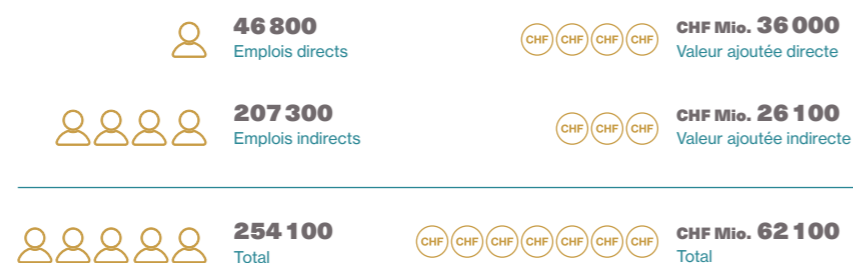 46 800
Emplois directs
CHF CHF CHF CHF
CHF Mio. 36 000
Valeur ajoutée directe
207 300
Emplois indirects
CHF CHF CHF
CHF Mio. 26 100
Valeur ajoutée indirecte
254 100
Total
CHF CHF CHF CHF CHF CHF CHF
CHF Mio. 62 100
Total